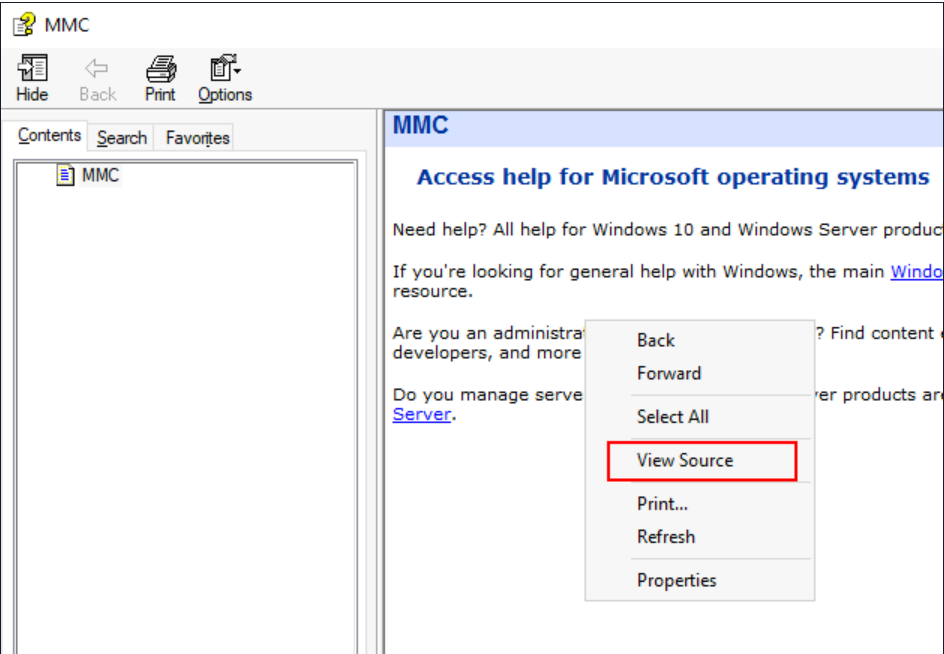 MMC
Hide Back Print Options
Contents Search Favorites
MMC
MMC
Access help for Microsoft operating systems
Need help? All help for Windows 10 and Windows Server produc
If you're looking for general help with Windows, the main Windo
resource.
Are you an administra ? Find content
developers, and more
Do you manage serve ver products are
Server.
Back
Forward
Select All
View Source
Print...
Refresh
Properties